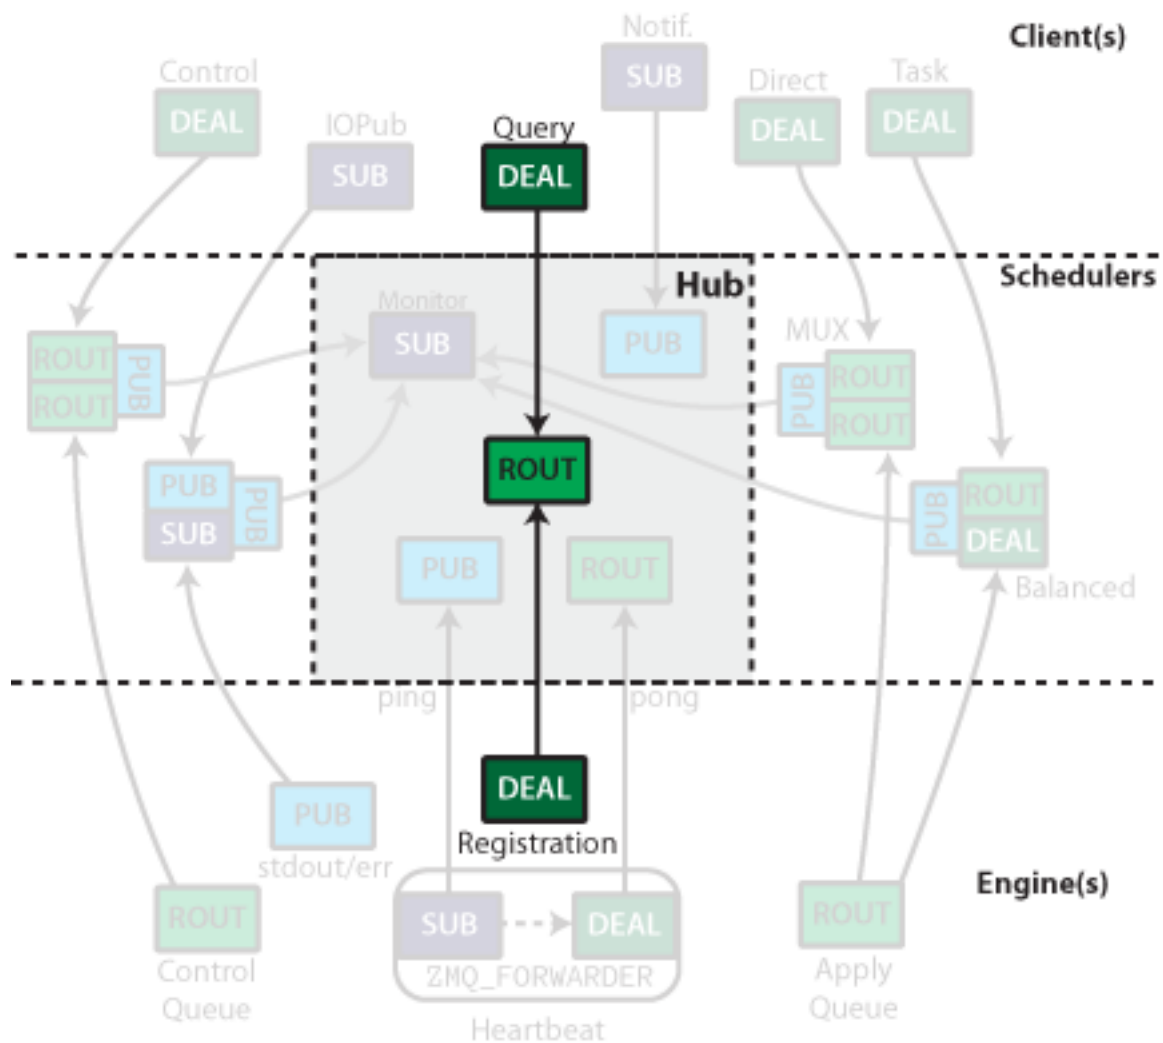 Client(s)
Notif.
SUB
Control
DEAL
Direct
DEAL
Task
DEAL
IOPub
SUB
Query
DEAL
Schedulers
Hub
Monitor
SUB
PUB
MUX
ROUT
ROUT
PUB
ROUT
ROUT
PUB
ROUT
PUB
SUB
PUB
ROUT
DEAL
PUB
Balanced
PUB
ROUT
ping
pong
DEAL
Registration
PUB
stdout/err
Engine(s)
ROUT
Control
Queue
SUB
DEAL
ZMQ_FORWARDER
Heartbeat
ROUT
Apply
Queue